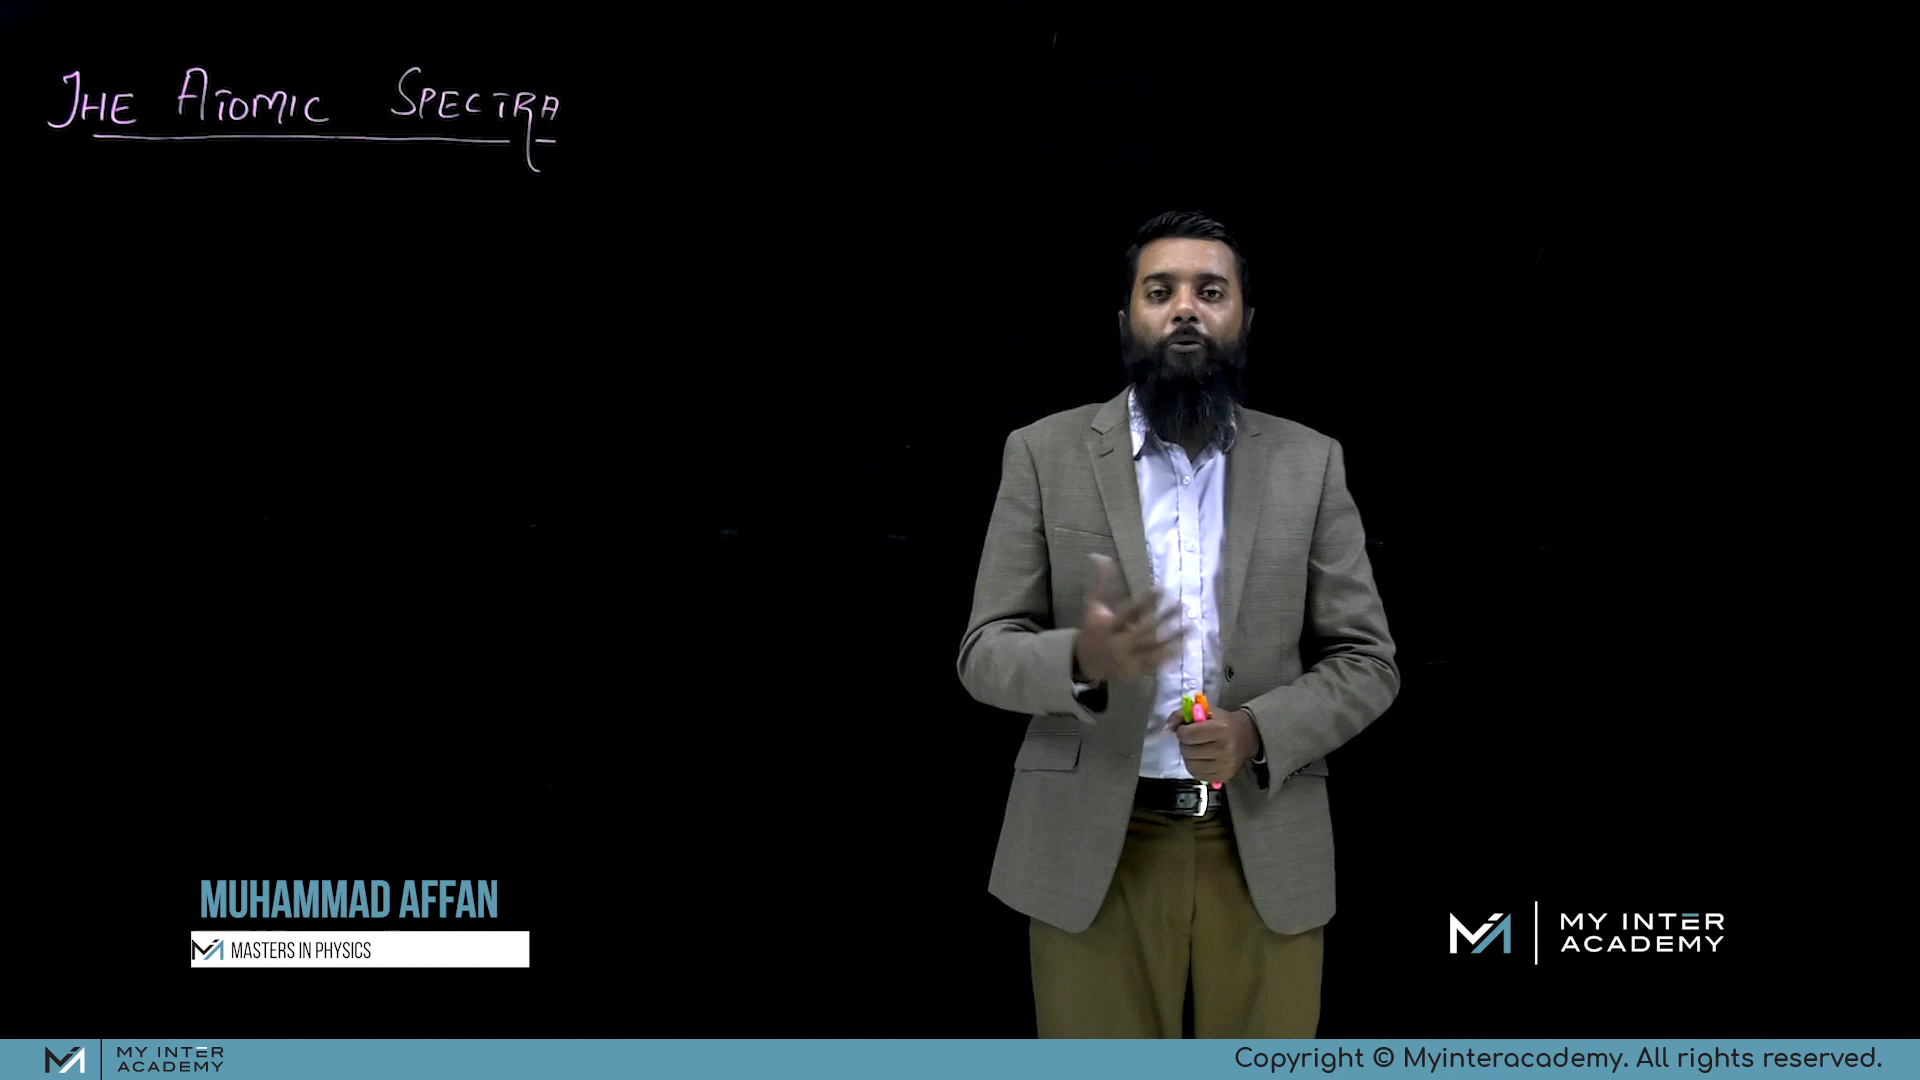 THE ATOMIC SPECTRA
MUHAMMAD AFFAN
MASTERS IN PHYSICS
MY INTER
ACADEMY
MY INTER
ACADEMY
Copyright © Myinteracademy. All rights reserved.